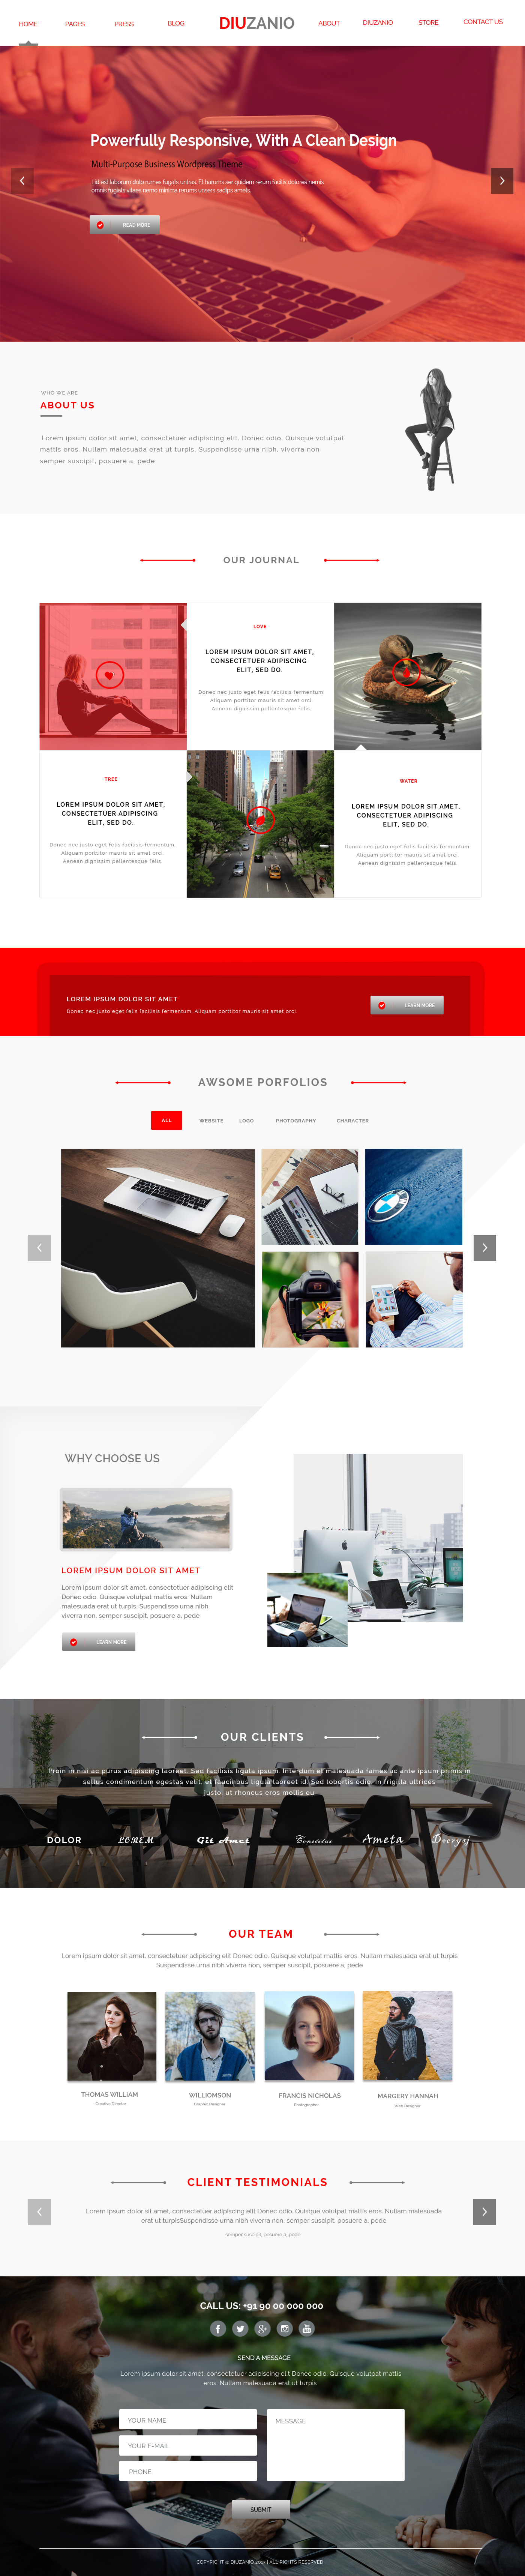 HOME PAGES PRESS BLOG DIUZANIO ABOUT DIUZANIO STORE CONTACT US
Powerfully Responsive, With A Clean Design
Multi-Purpose Business Wordpress Theme
Lid est laborum dolo rumes fugats untras. Et harums ser quidem rerum facilis dolores nemis
omnis fugiats vitaes nemo minima rerums unsers sadips amets.
READ MORE
WHO WE ARE
ABOUT US
Lorem ipsum dolor sit amet, consectetuer adipiscing elit. Donec odio. Quisque volutpat
mattis eros. Nullam malesuada erat ut turpis. Suspendisse urna nibh, viverra non
semper suscipit, posuere a, pede
OUR JOURNAL
LOVE
LOREM IPSUM DOLOR SIT AMET,
CONSECTETUER ADIPISCING
ELIT, SED DO.
Donec nec justo eget felis facilisis fermentum.
Aliquam porttitor mauris sit amet orci.
Aenean dignissim pellentesque felis.
TREE
LOREM IPSUM DOLOR SIT AMET,
CONSECTETUER ADIPISCING
ELIT, SED DO.
Donec nec justo eget felis facilisis fermentum.
Aliquam porttitor mauris sit amet orci.
Aenean dignissim pellentesque felis.
WATER
LOREM IPSUM DOLOR SIT AMET,
CONSECTETUER ADIPISCING
ELIT, SED DO.
Donec nec justo eget felis facilisis fermentum.
Aliquam porttitor mauris sit amet orci.
Aenean dignissim pellentesque felis.
LOREM IPSUM DOLOR SIT AMET
Donec nec justo eget felis facilisis fermentum. Aliquam porttitor mauris sit amet orci.
LEARN MORE
AWSOME PORFOLIOS
ALL WEBSITE LOGO PHOTOGRAPHY CHARACTER
WHY CHOOSE US
LOREM IPSUM DOLOR SIT AMET
Lorem ipsum dolor sit amet, consectetuer adipiscing elit
Donec odio. Quisque volutpat mattis eros. Nullam
malesuada erat ut turpis. Suspendisse urna nibh
viverra non, semper suscipit, posuere a, pede
LEARN MORE
OUR CLIENTS
Proin in nisi ac purus adipiscing laoreet. Sed facilisis ligula ipsum. Interdum et malesuada fames ac ante ipsum primis in
sellus condimentum egestas velit, et faucibus ligula laoreet id. Sed lobortis odio. In frigilla ultrices
justo, ut rhoncus eros mollis eu
DOLOR LOREM Git Amet Constitue Ameta
OUR TEAM
Lorem ipsum dolor sit amet, consectetuer adipiscing elit Donec odio. Quisque volutpat mattis eros. Nullam malesuada erat ut turpis
Suspendisse urna nibh viverra non, semper suscipit, posuere a, pede
THOMAS WILLIAM WILLIOMSON FRANCIS NICHOLAS MARGERY HANNAH
Creative Director Graphic Designer Photographer Web Designer
CLIENT TESTIMONIALS
Lorem ipsum dolor sit amet, consectetuer adipiscing elit Donec odio. Quisque volutpat mattis eros. Nullam malesuada
erat ut turpisSuspendisse urna nibh viverra non, semper suscipit, posuere a, pede
semper suscipit, posuere a, pede
CALL US: +91 90 00 000 000
SEND A MESSAGE
Lorem ipsum dolor sit amet, consectetuer adipiscing elit Donec odio. Quisque volutpat mattis
eros. Nullam malesuada erat ut turpis
YOUR NAME
MESSAGE
YOUR E-MAIL
PHONE
SUBMIT
COPYRIGHT @ DIUZANIO 2017 | ALL RIGHTS RESERVED